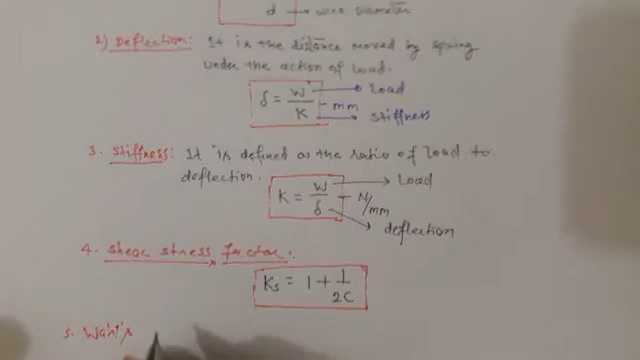 d → wire diameter
2) Deflection: It is the distance moved by spring
under the action of load.
δ = W/K - mm
Load
stiffness
3. Stiffness: It is defined as the ratio of load to
deflection.
K = W/δ - N/mm
Load
deflection
4. Shear stress factor:
Ks = 1 + 1/2C
5.